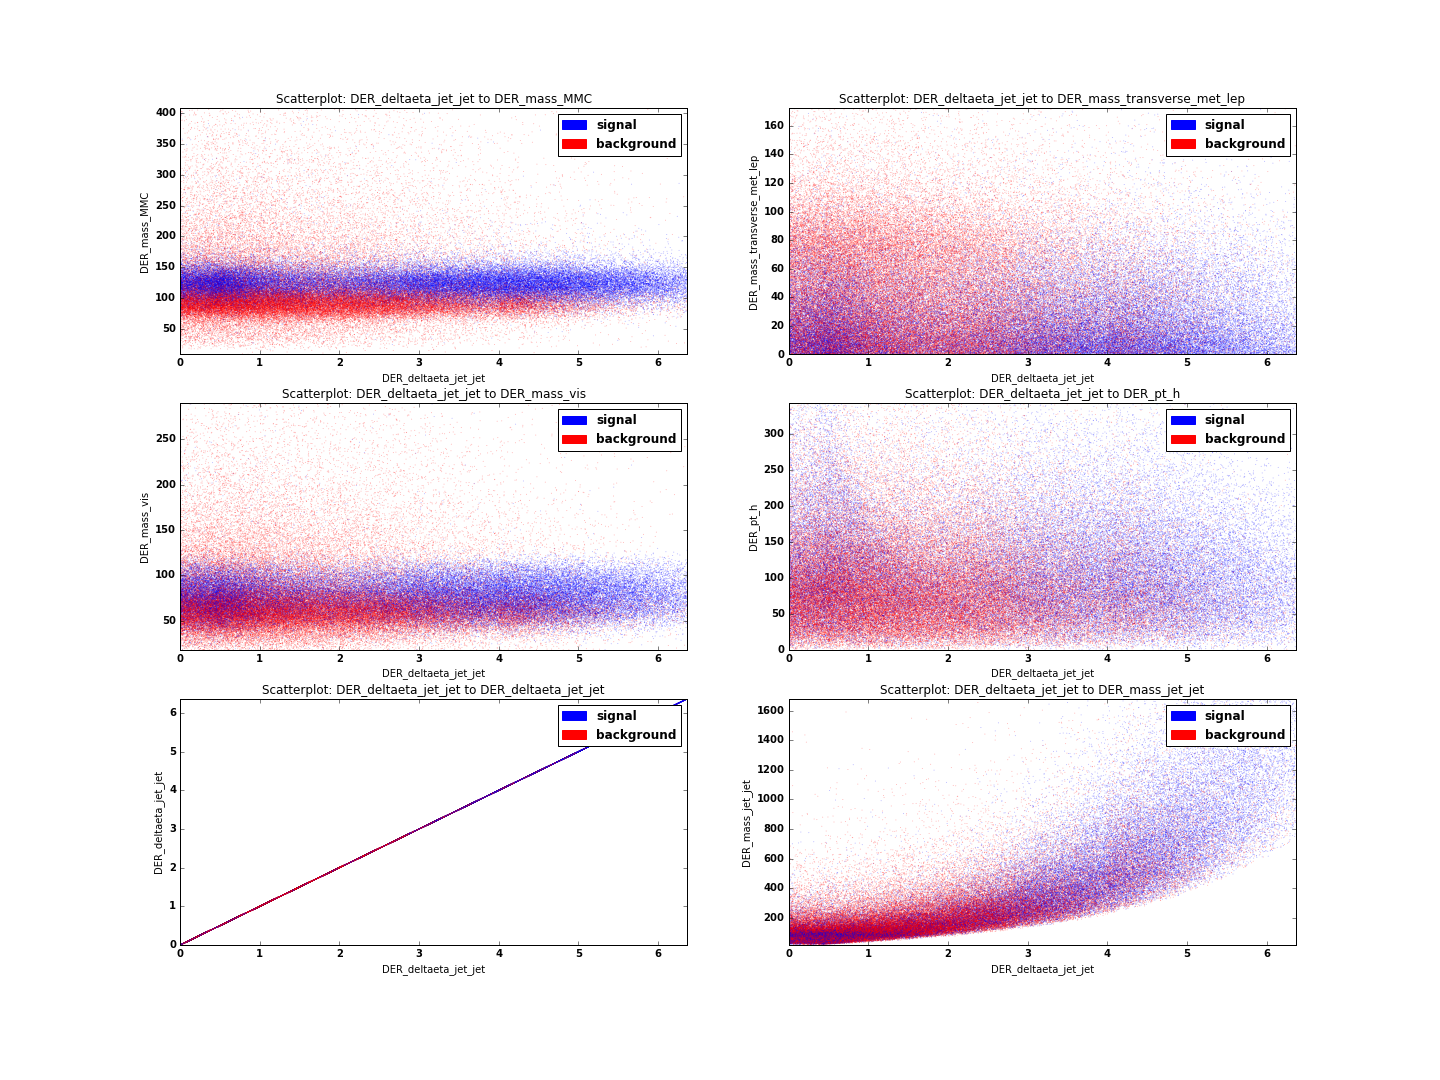 Scatterplot: DER_deltaeta_jet_jet to DER_mass_MMC
400
350
300
250
200
150
100
50
DER_mass_MMC
signal
background
0 1 2 3 4 5 6
DER_deltaeta_jet_jet
Scatterplot: DER_deltaeta_jet_jet to DER_mass_transverse_met_lep
160
140
120
100
80
60
40
20
0
DER_mass_transverse_met_lep
signal
background
0 1 2 3 4 5 6
DER_deltaeta_jet_jet
Scatterplot: DER_deltaeta_jet_jet to DER_mass_vis
250
200
150
100
50
DER_mass_vis
signal
background
0 1 2 3 4 5 6
DER_deltaeta_jet_jet
Scatterplot: DER_deltaeta_jet_jet to DER_pt_h
300
250
200
150
100
50
0
DER_pt_h
signal
background
0 1 2 3 4 5 6
DER_deltaeta_jet_jet
Scatterplot: DER_deltaeta_jet_jet to DER_deltaeta_jet_jet
6
5
4
3
2
1
0
DER_deltaeta_jet_jet
signal
background
0 1 2 3 4 5 6
DER_deltaeta_jet_jet
Scatterplot: DER_deltaeta_jet_jet to DER_mass_jet_jet
1600
1400
1200
1000
800
600
400
200
DER_mass_jet_jet
signal
background
0 1 2 3 4 5 6
DER_deltaeta_jet_jet